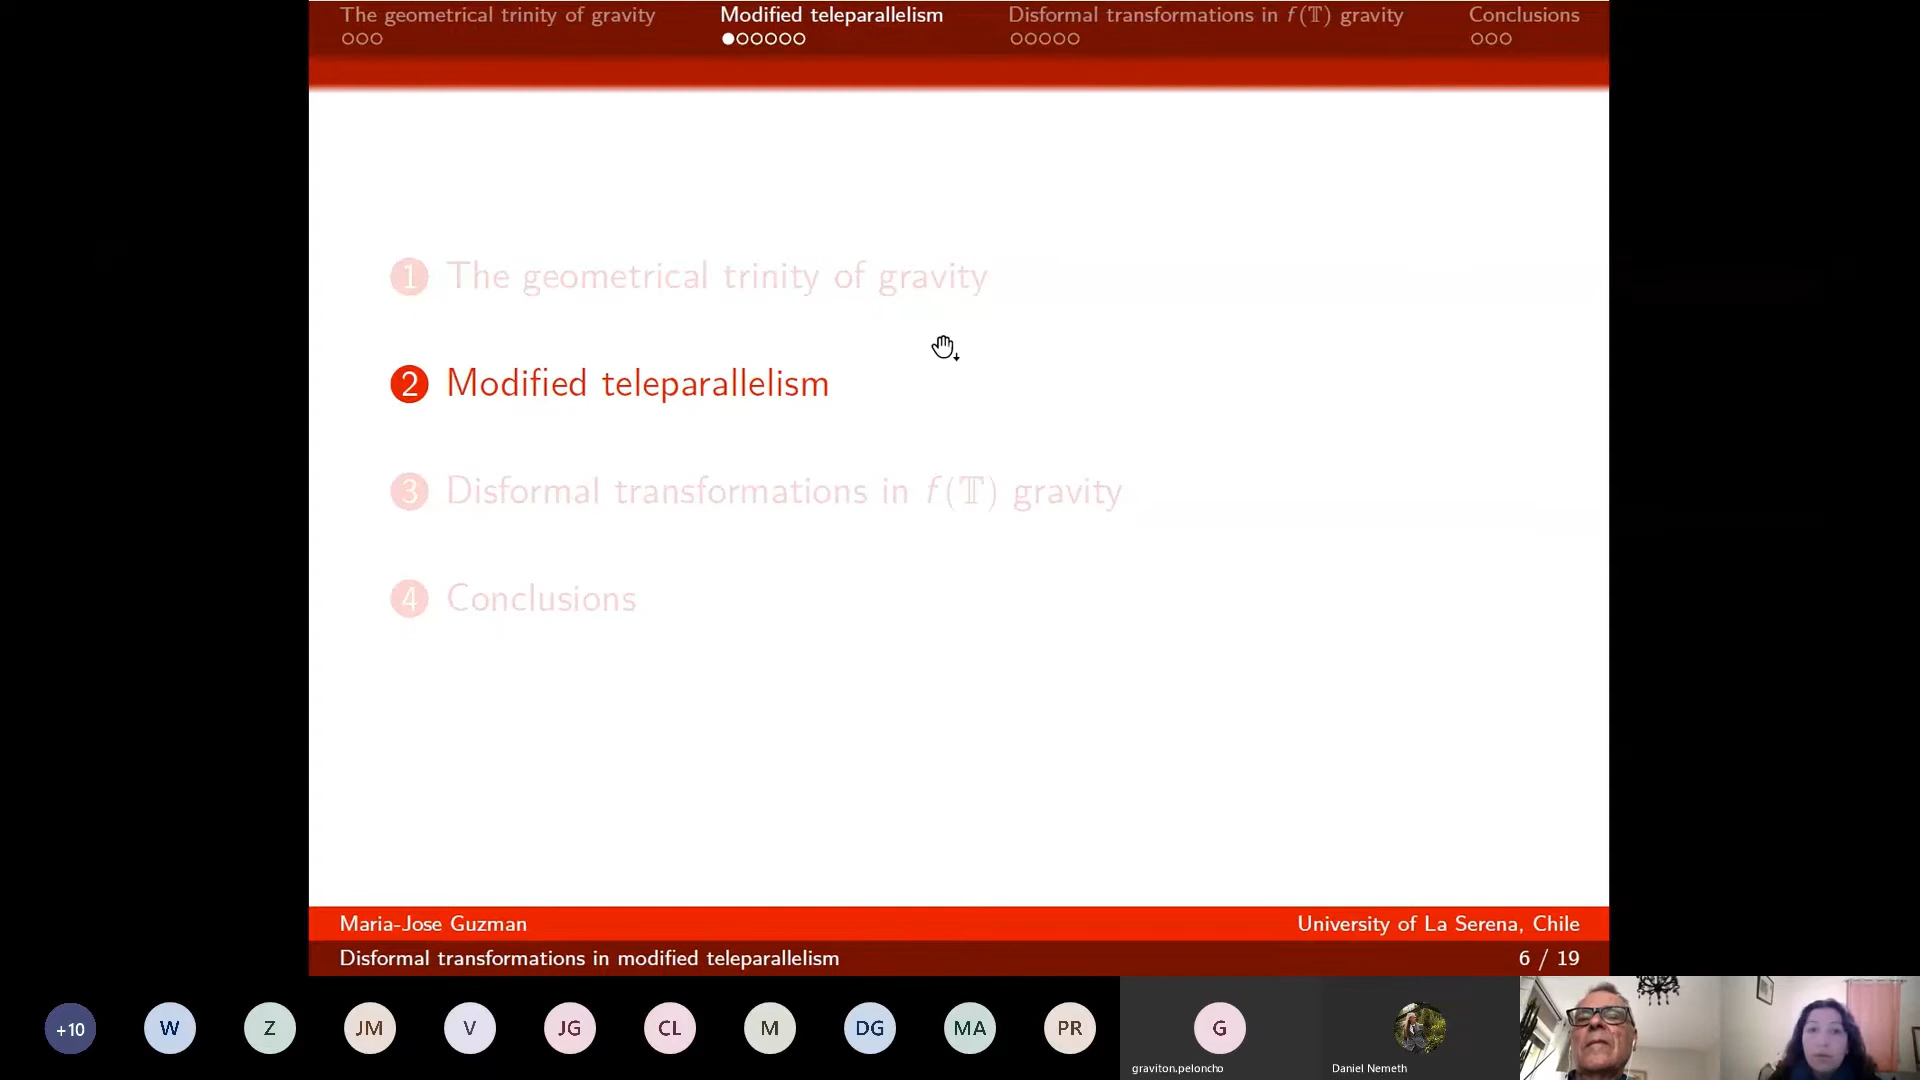 The geometrical trinity of gravity
Modified teleparallelism
Disformal transformations in f(𝕋) gravity
Conclusions
1 The geometrical trinity of gravity
2 Modified teleparallelism
3 Disformal transformations in f(𝕋) gravity
4 Conclusions
Maria-Jose Guzman
University of La Serena, Chile
Disformal transformations in modified teleparallelism
6 / 19
+10
W
Z
JM
V
JG
CL
M
DG
MA
PR
G
graviton.peloncho
Daniel Nemeth